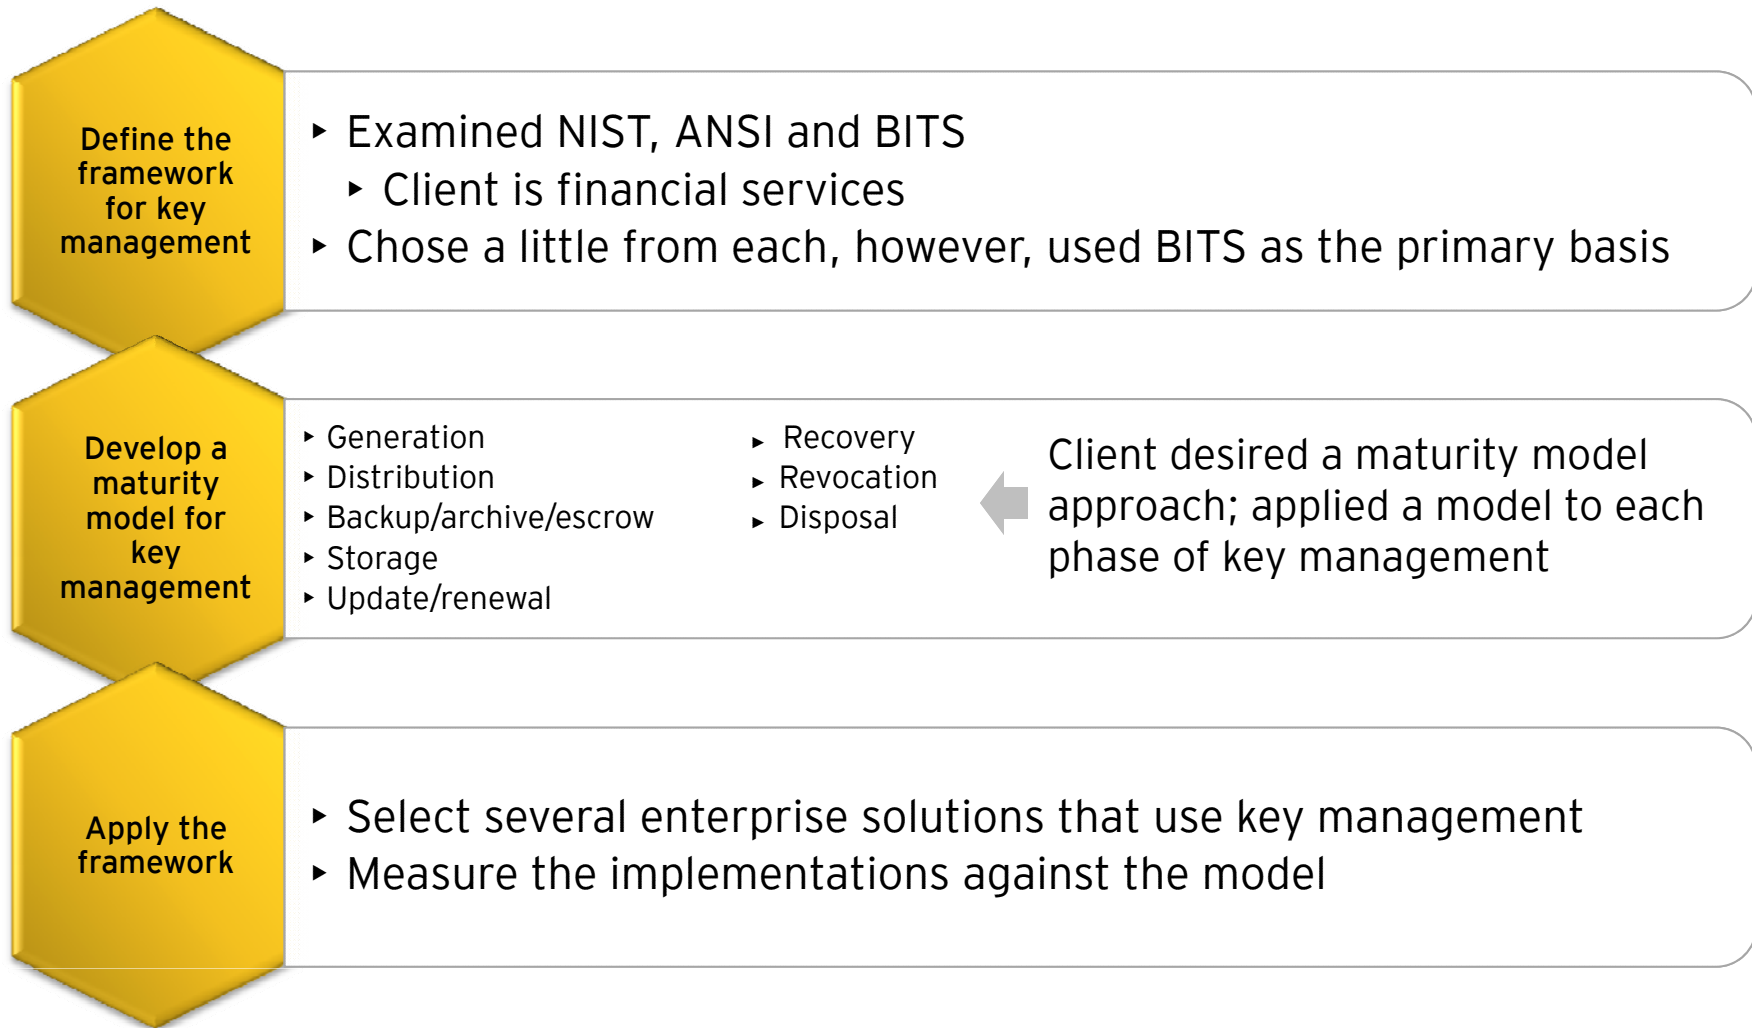 Define the
framework
for key
management
▸ Examined NIST, ANSI and BITS
▸ Client is financial services
▸ Chose a little from each, however, used BITS as the primary basis
Develop a
maturity
model for
key
management
▸ Generation
▸ Distribution
▸ Backup/archive/escrow
▸ Storage
▸ Update/renewal
► Recovery
► Revocation
► Disposal
Client desired a maturity model
approach; applied a model to each
phase of key management
Apply the
framework
▸ Select several enterprise solutions that use key management
▸ Measure the implementations against the model